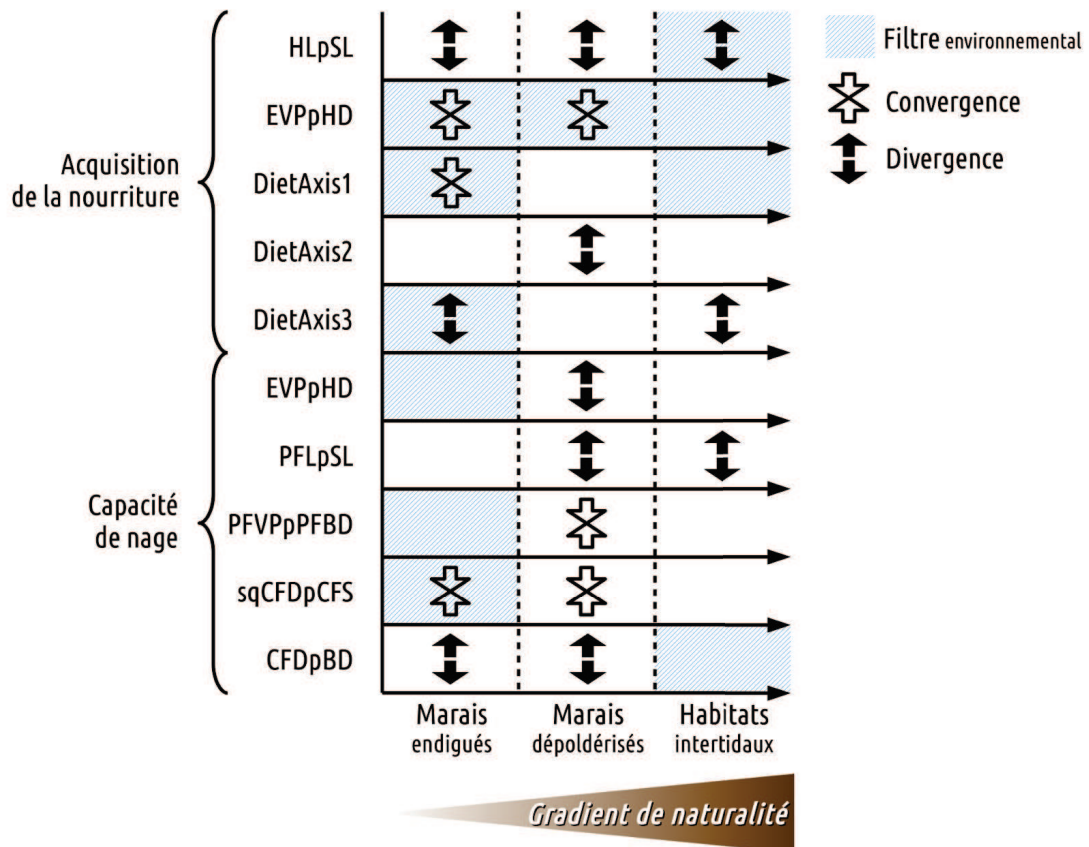 HLpSL
EVPpHD
DietAxis1
DietAxis2
DietAxis3
EVPpHD
PFLpSL
PFVPpPFBD
sqCFDpCFS
CFDpBD
Acquisition
de la nourriture
Capacité
de nage
Marais
endigués
Marais
dépoldérisés
Habitats
intertidaux
Gradient de naturalité
Filtre environnemental
Convergence
Divergence